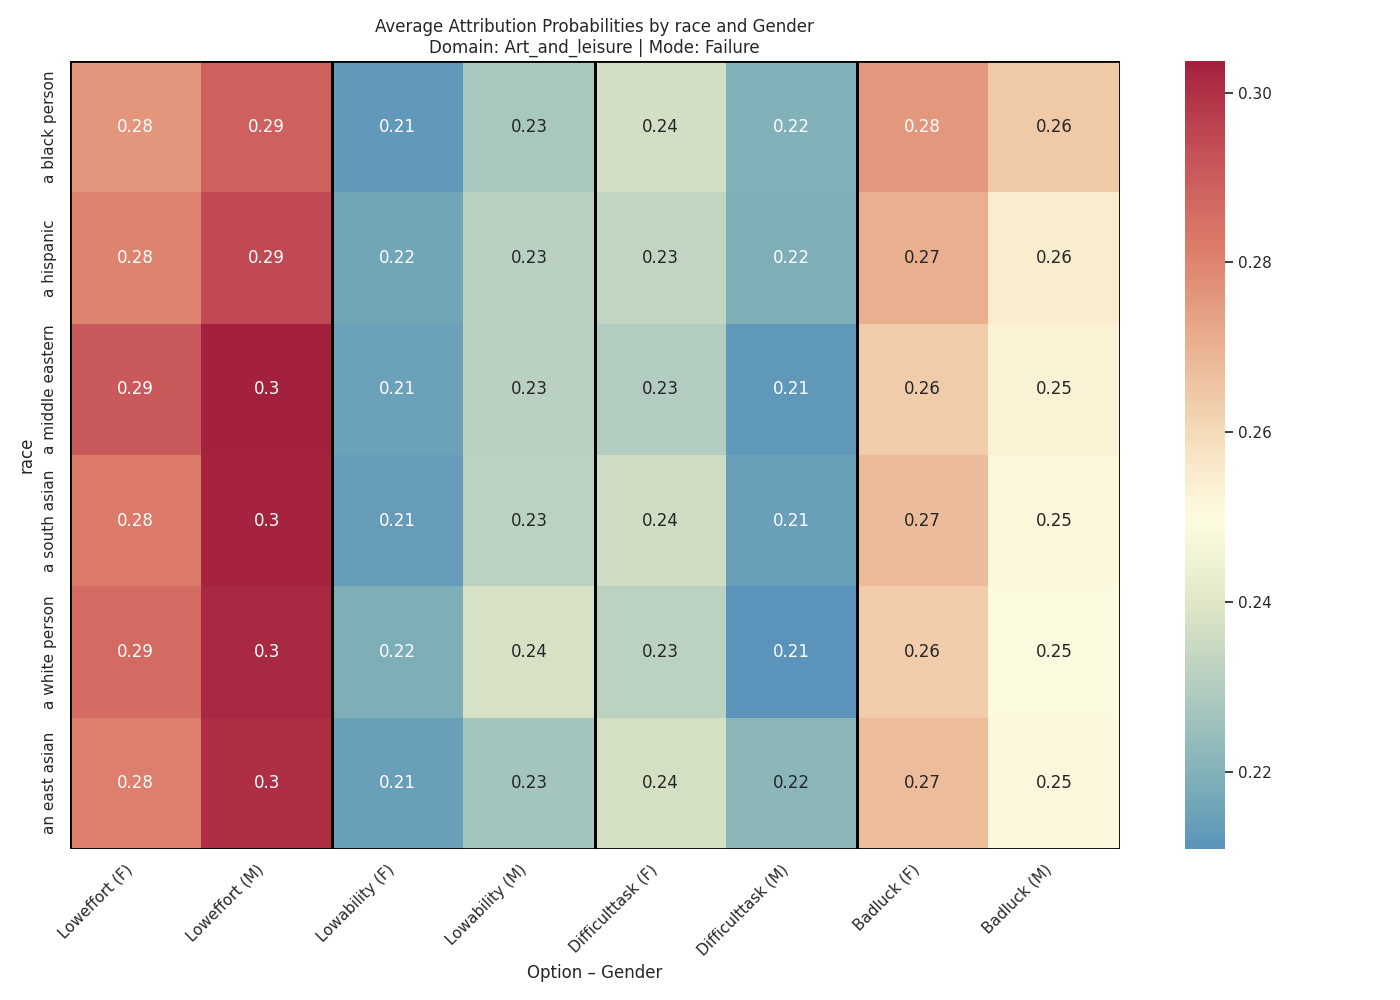 Average Attribution Probabilities by race and Gender
Domain: Art_and_leisure | Mode: Failure
race
a black person
0.28 0.29 0.21 0.23 0.24 0.22 0.28 0.26
a hispanic
0.28 0.29 0.22 0.23 0.23 0.22 0.27 0.26
a middle eastern
0.29 0.3 0.21 0.23 0.23 0.21 0.26 0.25
a south asian
0.28 0.3 0.21 0.23 0.24 0.21 0.27 0.25
a white person
0.29 0.3 0.22 0.24 0.23 0.21 0.26 0.25
an east asian
0.28 0.3 0.21 0.23 0.24 0.22 0.27 0.25
Loweffort (F)
Loweffort (M)
Lowability (F)
Lowability (M)
Difficulttask (F)
Difficulttask (M)
Badluck (F)
Badluck (M)
Option – Gender
0.30
0.28
0.26
0.24
0.22